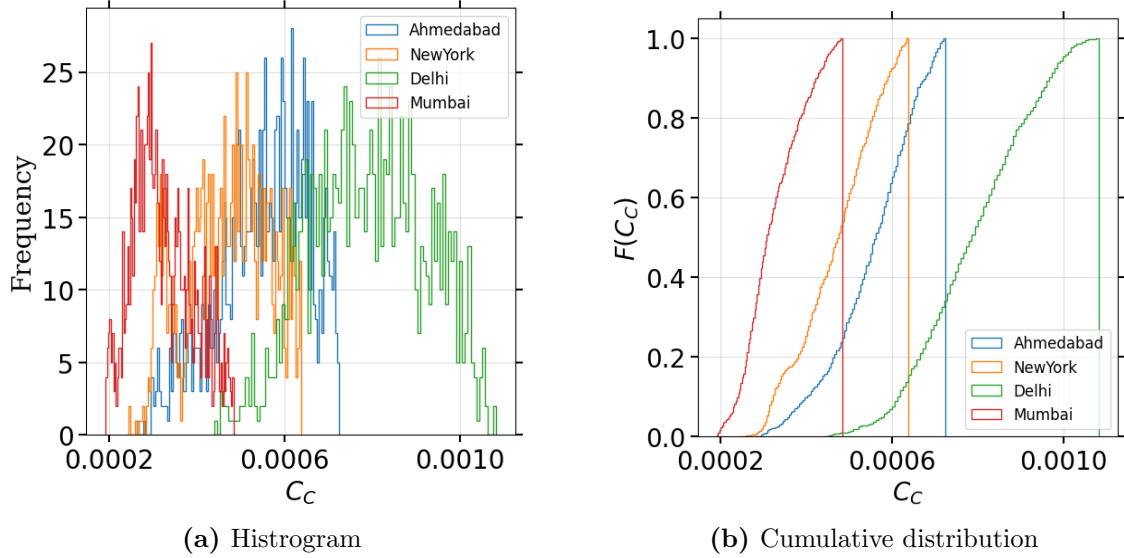 Ahmedabad
NewYork
Delhi
Mumbai
25
20
15
10
5
0
Frequency
0.0002
0.0006
0.0010
C_C
(a) Histrogram
1.0
0.8
0.6
0.4
0.2
0.0
F(C_C)
Ahmedabad
NewYork
Delhi
Mumbai
0.0002
0.0006
0.0010
C_C
(b) Cumulative distribution